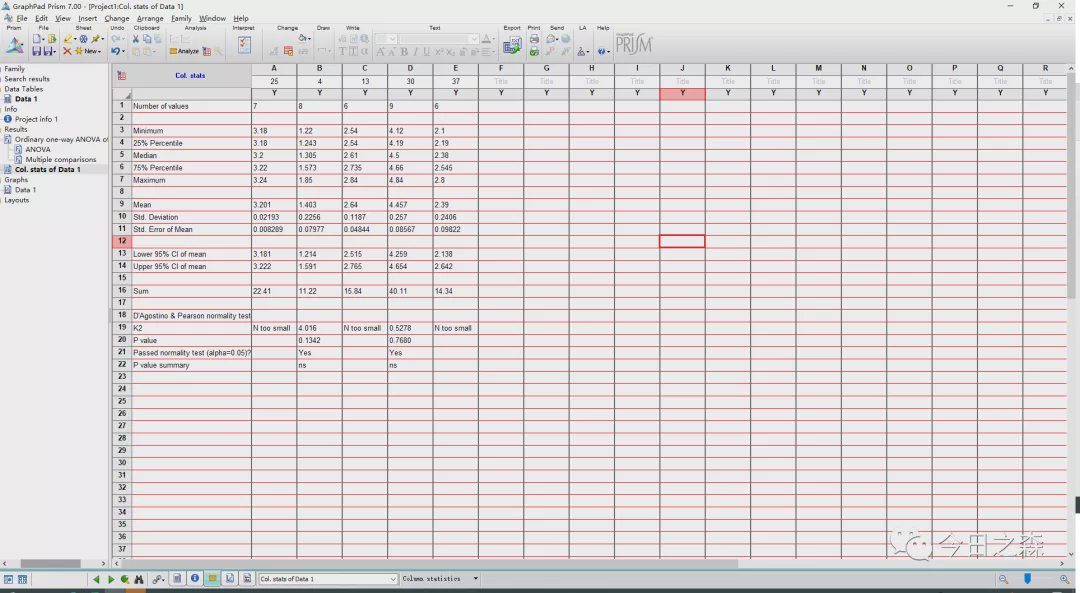 GraphPad Prism 7.00 - [Project1:Col. stats of Data 1]
File Edit View Insert Change Arrange Family Window Help
Prism File Sheet Undo Clipboard Analysis Interpret Change Draw Write Text Export Print Send LA Help
New
Analyze
PRISM
Family
Search results
Data Tables
Data 1
Info
Project info 1
Results
Ordinary one-way ANOVA of
ANOVA
Multiple comparisons
Col. stats of Data 1
Graphs
Data 1
Layouts
Col. stats A B C D E F G H I J K L M N O P Q R
25 4 13 30 37 Title Title Title Title Title Title Title Title Title Title Title Title Title
Y Y Y Y Y Y Y Y Y Y Y Y Y Y Y Y Y Y
1 Number of values 7 8 6 9 6
2
3 Minimum 3.18 1.22 2.54 4.12 2.1
4 25% Percentile 3.18 1.243 2.54 4.19 2.19
5 Median 3.2 1.305 2.61 4.5 2.38
6 75% Percentile 3.22 1.573 2.735 4.66 2.545
7 Maximum 3.24 1.85 2.84 4.84 2.8
8
9 Mean 3.201 1.403 2.64 4.457 2.39
10 Std. Deviation 0.02193 0.2256 0.1187 0.257 0.2406
11 Std. Error of Mean 0.008289 0.07977 0.04844 0.08567 0.09822
12
13 Lower 95% CI of mean 3.181 1.214 2.515 4.259 2.138
14 Upper 95% CI of mean 3.222 1.591 2.765 4.654 2.642
15
16 Sum 22.41 11.22 15.84 40.11 14.34
17
18 D'Agostino & Pearson normality test
19 K2 N too small 4.016 N too small 0.5278 N too small
20 P value 0.1342 0.7680
21 Passed normality test (alpha=0.05)? Yes Yes
22 P value summary ns ns
23
24
25
26
27
28
29
30
31
32
33
34
35
36
37
今田之森
Col. stats of Data 1 Column statistics